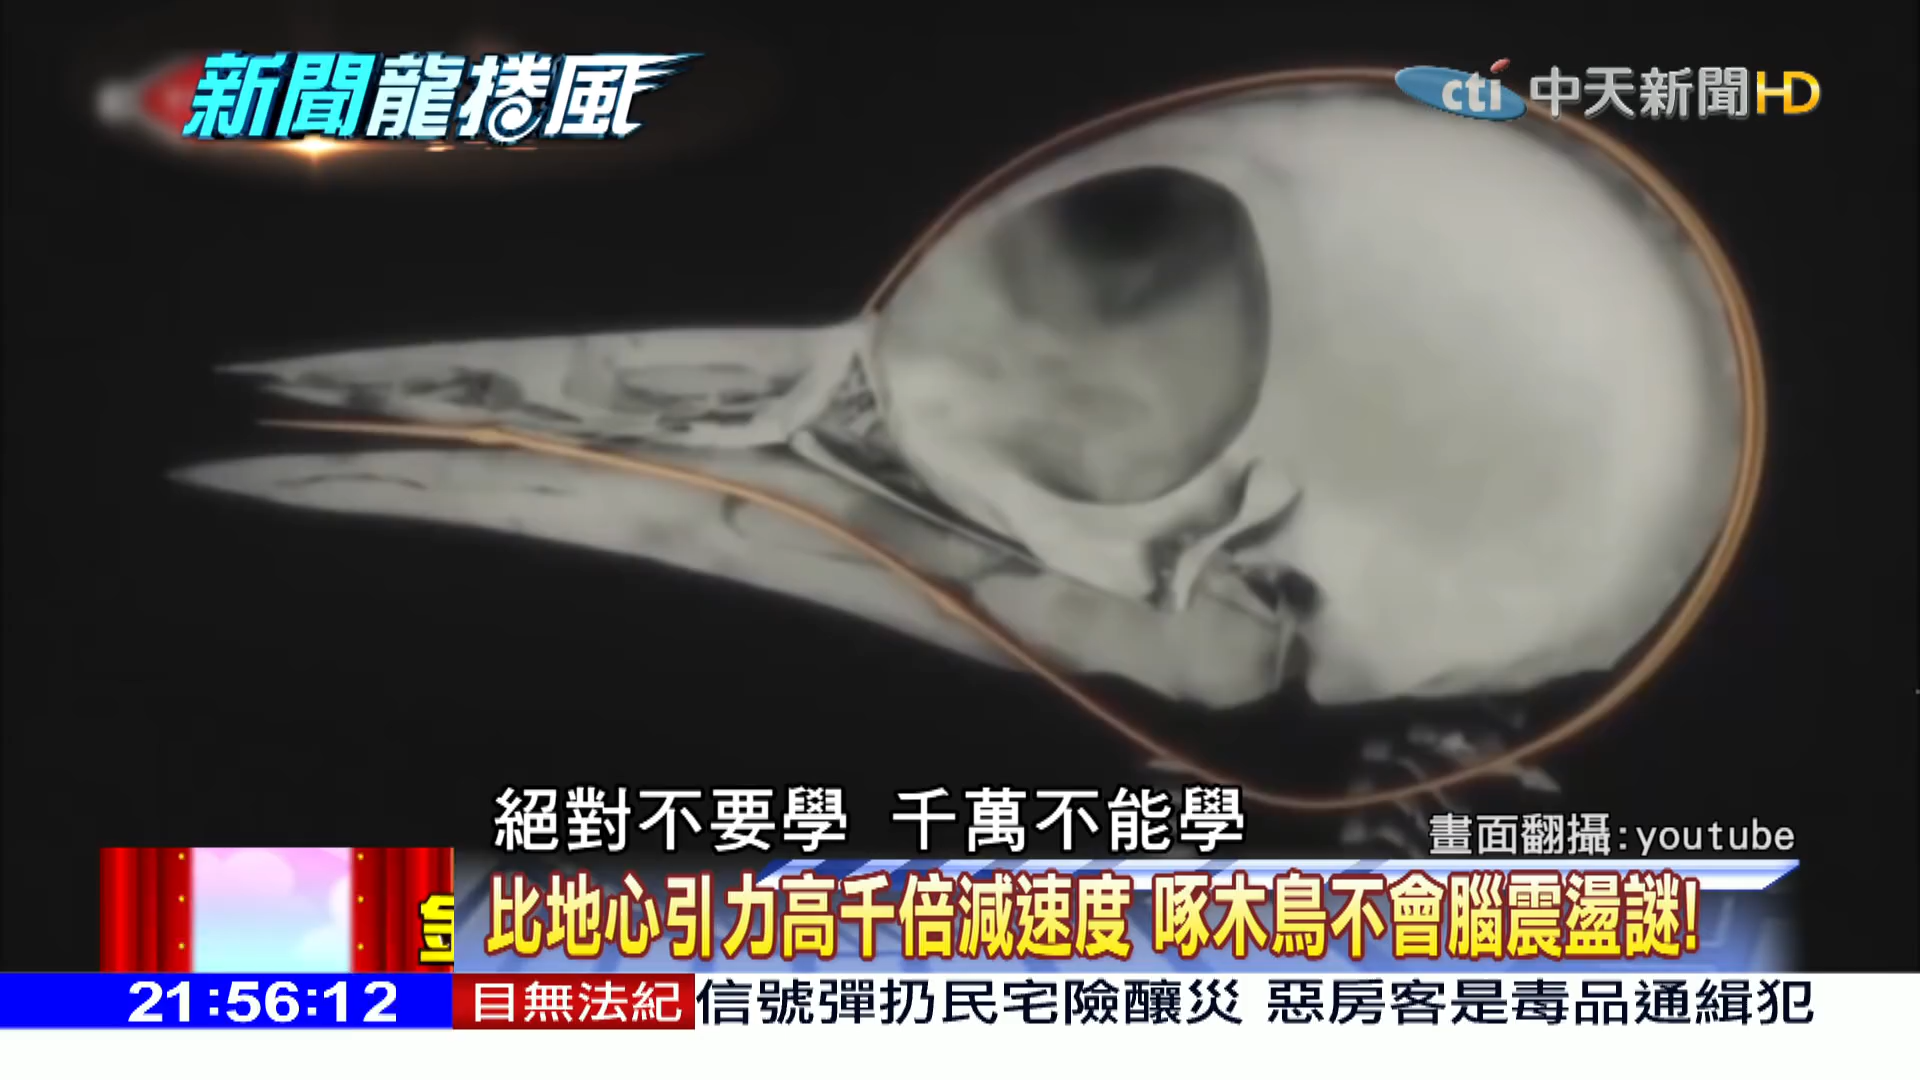 新聞龍捲風
cti 中天新聞HD
絕對不要學 千萬不能學
畫面翻攝:youtube
比地心引力高千倍減速度 啄木鳥不會腦震盪謎!
21:56:12
目無法紀 信號彈扔民宅險釀災 惡房客是毒品通緝犯